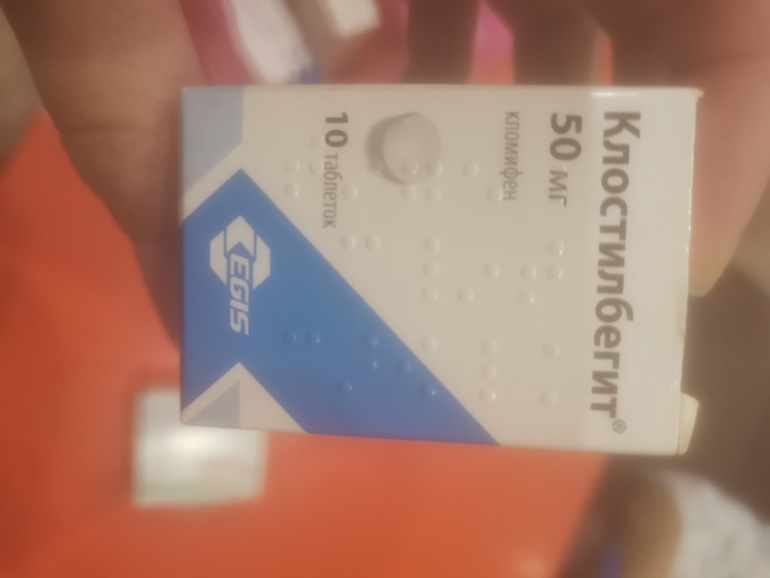 Клостилбегит®
50 мг
кломифен
10 таблеток
EGIS